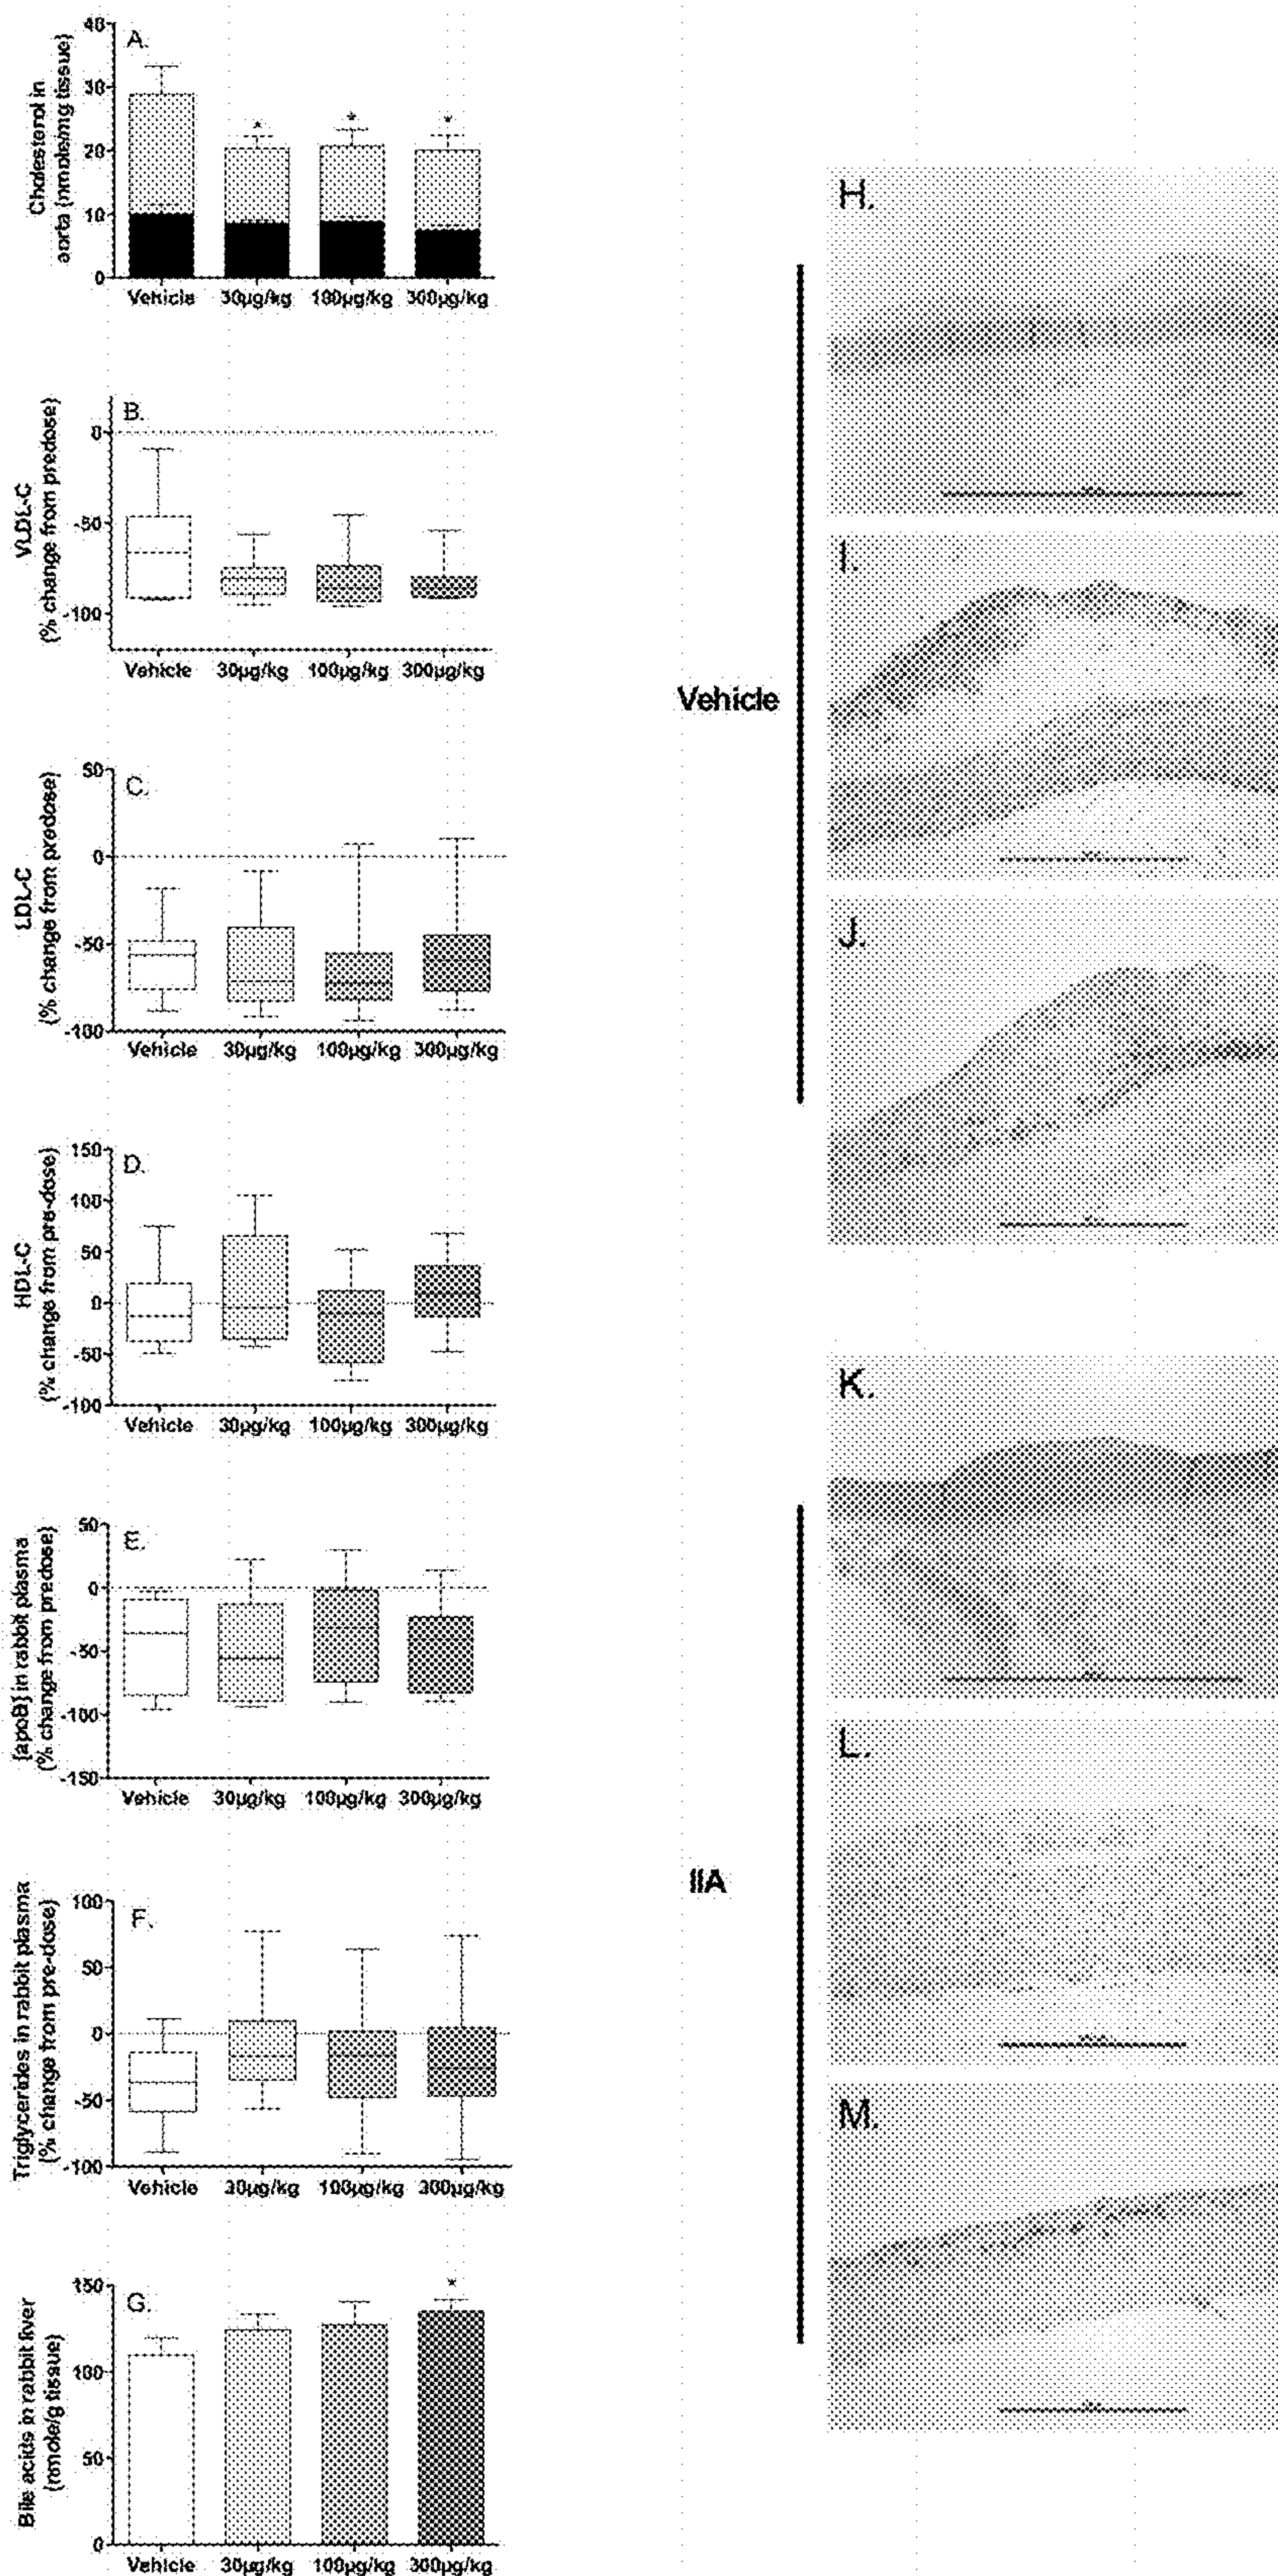 A.
Cholesterol in
aorta (nmole/mg tissue)
40
30
20
10
0
*
*
*
Vehicle 30µg/kg 100µg/kg 300µg/kg
B.
VLDL-C
(% change from predose)
0
-50
-100
Vehicle 30µg/kg 100µg/kg 300µg/kg
C.
LDL-C
(% change from predose)
50
0
-50
-100
Vehicle 30µg/kg 100µg/kg 300µg/kg
D.
HDL-C
(% change from pre-dose)
150
100
50
0
-50
-100
Vehicle 30µg/kg 100µg/kg 300µg/kg
E.
[apoB] in rabbit plasma
(% change from predose)
50
0
-50
-100
-150
Vehicle 30µg/kg 100µg/kg 300µg/kg
F.
Triglycerides in rabbit plasma
(% change from pre-dose)
100
50
0
-50
-100
Vehicle 30µg/kg 100µg/kg 300µg/kg
G.
Bile acids in rabbit liver
(nmole/g tissue)
150
100
50
0
*
Vehicle 30µg/kg 100µg/kg 300µg/kg
Vehicle
H.
I.
J.
IIA
K.
L.
M.